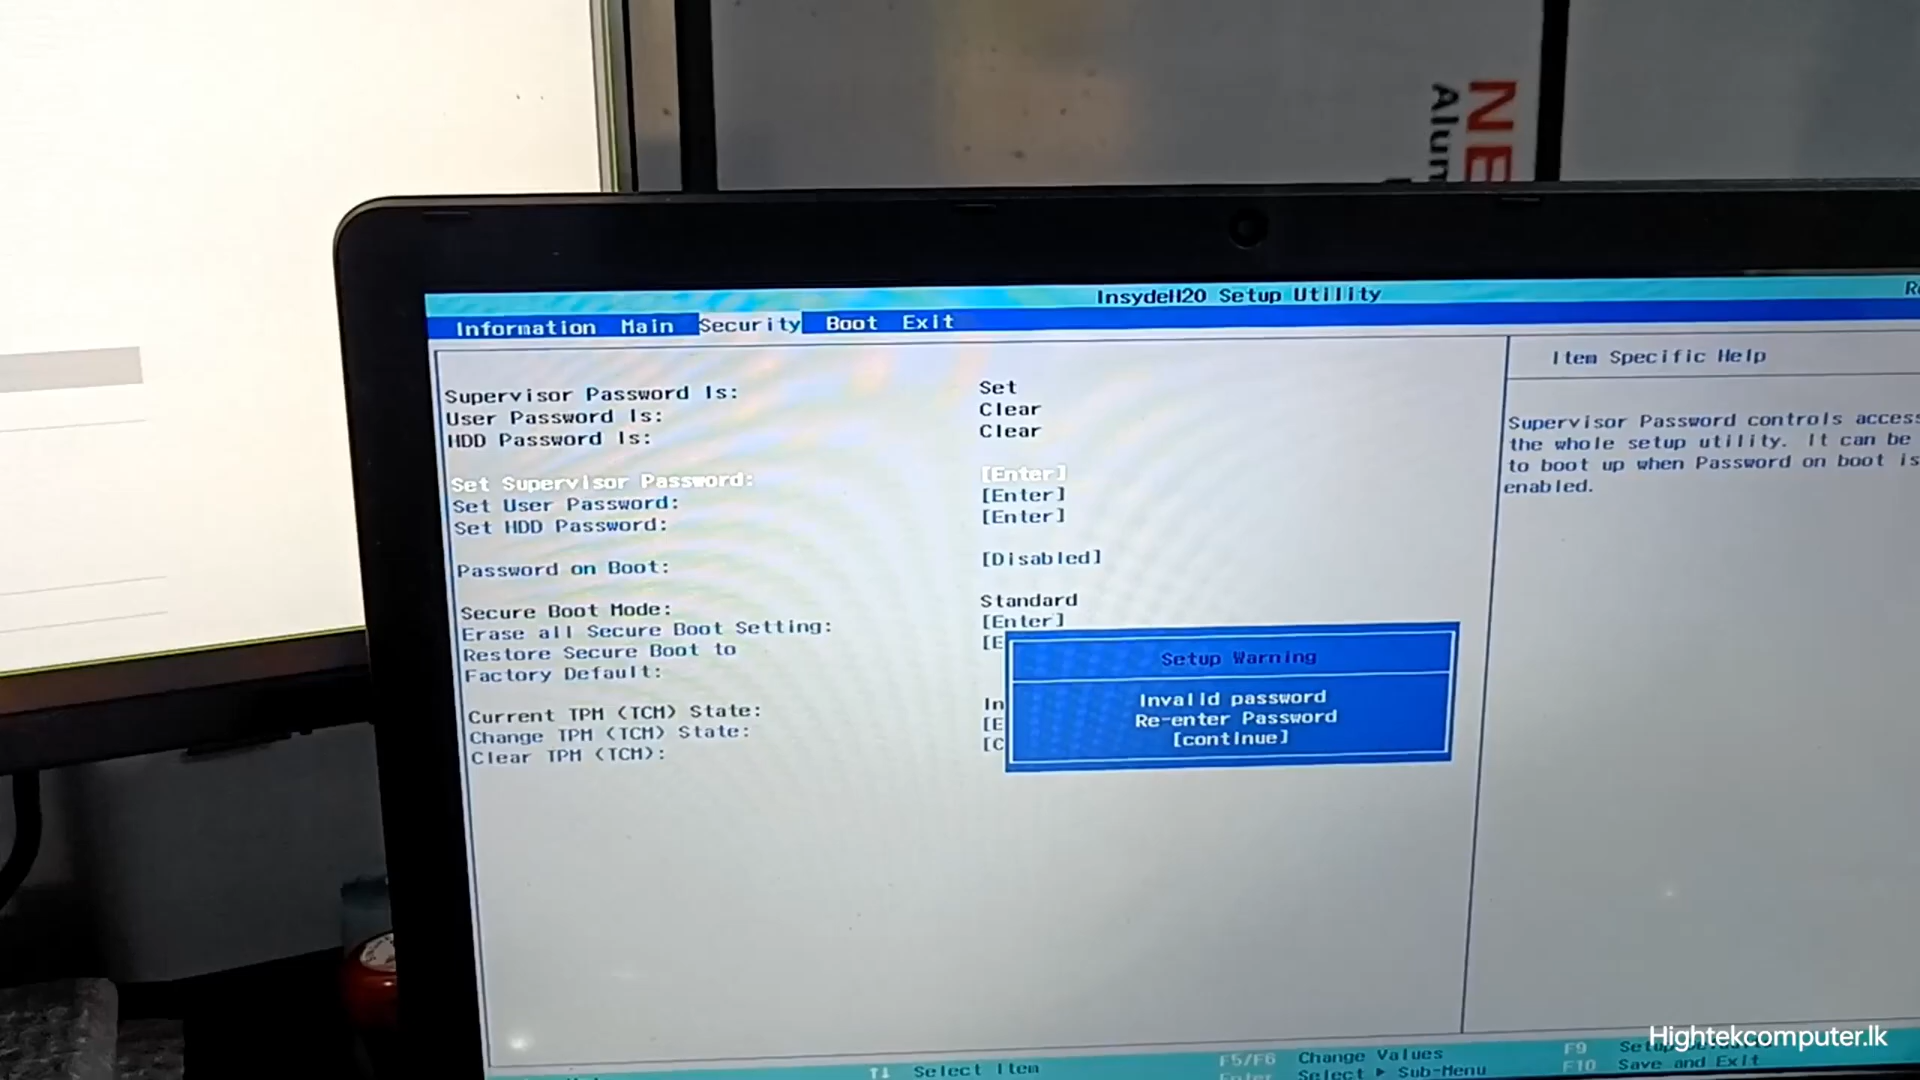 NE
Alum
InsydeH20 Setup Utility
Information Main Security Boot Exit
Item Specific Help
Supervisor Password Is: Set
User Password Is: Clear
HDD Password Is: Clear
Set Supervisor Password: [Enter]
Set User Password: [Enter]
Set HDD Password: [Enter]
Password on Boot: [Disabled]
Secure Boot Mode: Standard
Erase all Secure Boot Setting: [Enter]
Restore Secure Boot to [E
Factory Default:
Current TPM (TCM) State: In
Change TPM (TCM) State: [E
Clear TPM (TCM): [C
Supervisor Password controls access
the whole setup utility. It can be
to boot up when Password on boot is
enabled.
Setup Warning
Invalid password
Re-enter Password
[continue]
↑↓ Select Item
F5/F6 Change Values
Enter Select ▶ Sub-Menu
F9
F10 Save and Exit
Hightekcomputer.lk